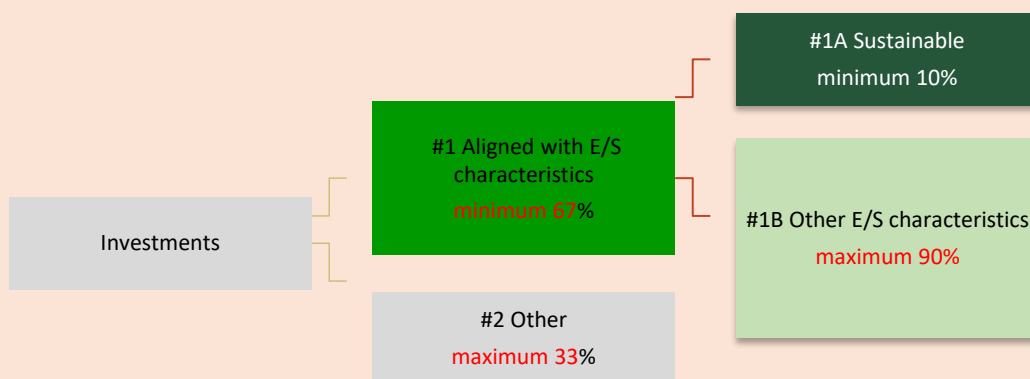 Investments
#1 Aligned with E/S
characteristics
minimum 67%
#2 Other
maximum 33%
#1A Sustainable
minimum 10%
#1B Other E/S characteristics
maximum 90%